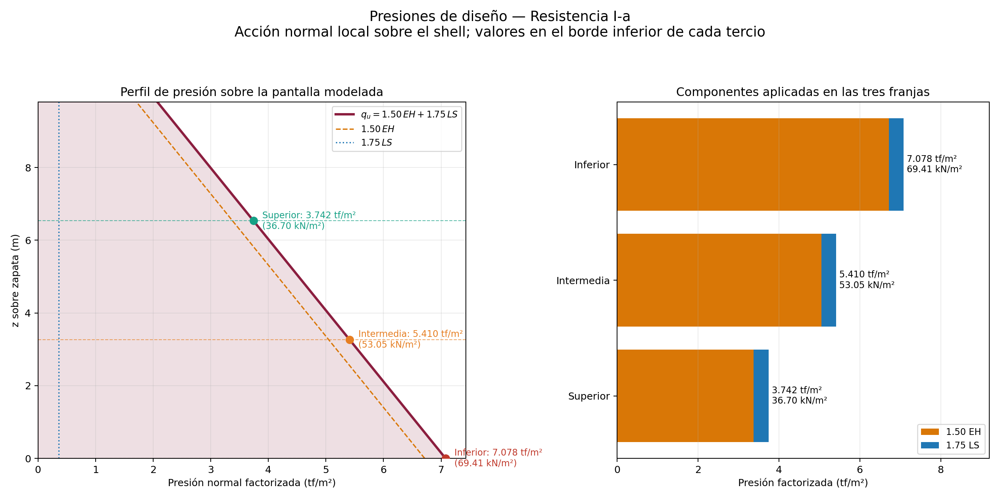 Presiones de diseño — Resistencia I-a
Acción normal local sobre el shell; valores en el borde inferior de cada tercio
Perfil de presión sobre la pantalla modelada
q_u = 1.50 EH + 1.75 LS
1.50 EH
1.75 LS
8
6
4
2
0
z sobre zapata (m)
Superior: 3.742 tf/m²
(36.70 kN/m²)
Intermedia: 5.410 tf/m²
(53.05 kN/m²)
Inferior: 7.078 tf/m²
(69.41 kN/m²)
0 1 2 3 4 5 6 7
Presión normal factorizada (tf/m²)
Componentes aplicadas en las tres franjas
Inferior
7.078 tf/m²
69.41 kN/m²
Intermedia
5.410 tf/m²
53.05 kN/m²
Superior
3.742 tf/m²
36.70 kN/m²
1.50 EH
1.75 LS
0 2 4 6 8
Presión factorizada (tf/m²)